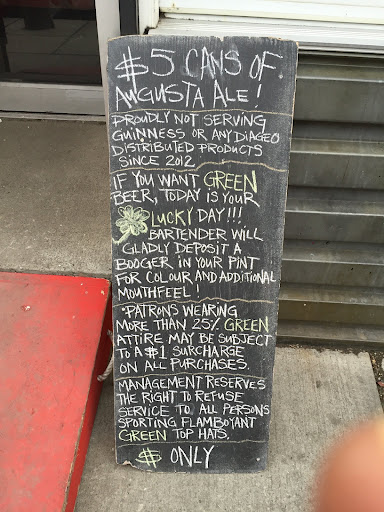 $5 CANS OF
AUGUSTA ALE!
PROUDLY NOT SERVING
GUINNESS OR ANY DIAGEO
DISTRIBUTED PRODUCTS
SINCE 2012
IF YOU WANT GREEN
BEER, TODAY IS YOUR
LUCKY DAY!!!
BARTENDER WILL
GLADLY DEPOSIT A
BOOGER IN YOUR PINT
FOR COLOUR AND ADDITIONAL
MOUTHFEEL!
•PATRONS WEARING
MORE THAN 25% GREEN
ATTIRE MAY BE SUBJECT
TO A $1 SURCHARGE
ON ALL PURCHASES.
MANAGEMENT RESERVES
THE RIGHT TO REFUSE
SERVICE TO ALL PERSONS
SPORTING FLAMBOYANT
GREEN TOP HATS.
$ ONLY